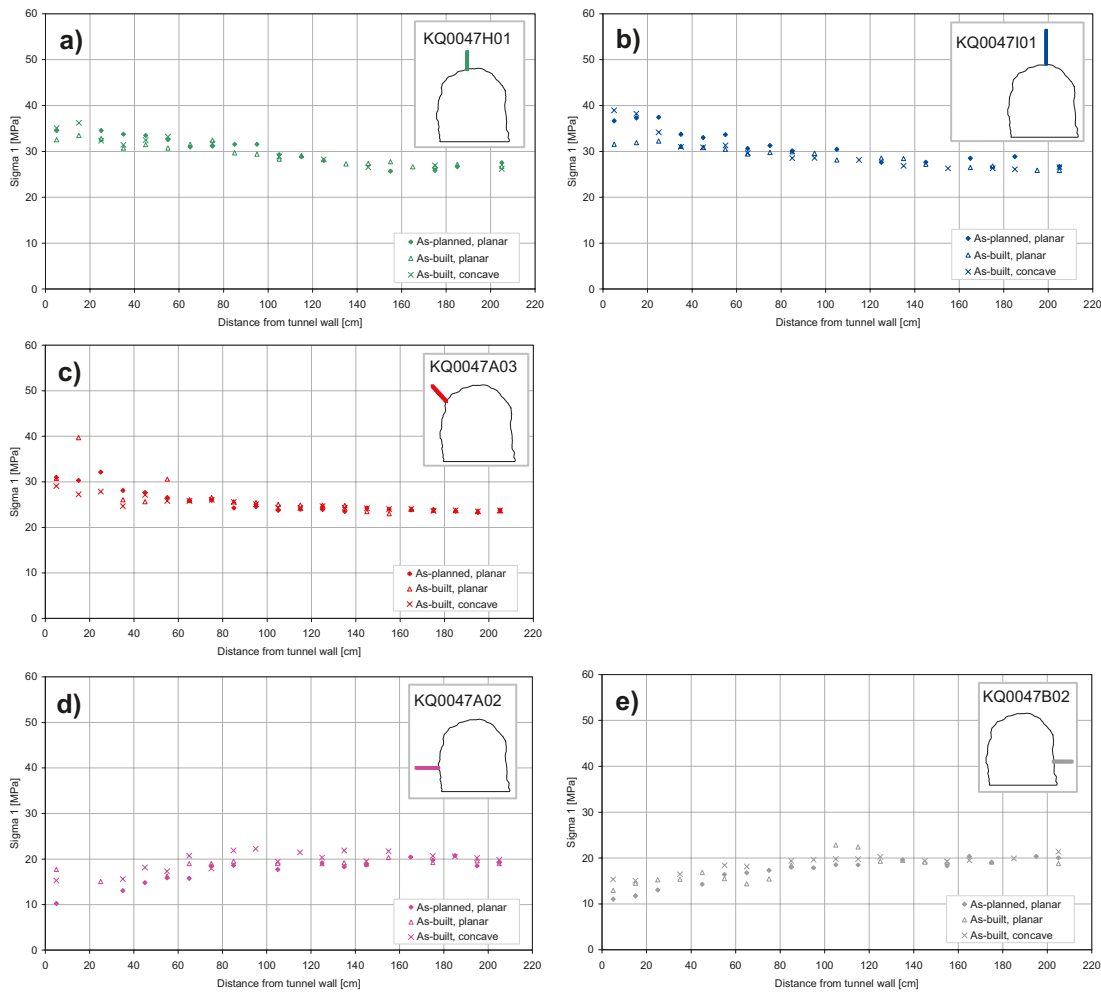 a)
KQ0047H01
60
50
40
30
20
10
0
Sigma 1 [MPa]
As-planned, planar
As-built, planar
As-built, concave
0 20 40 60 80 100 120 140 160 180 200 220
Distance from tunnel wall [cm]
b)
KQ0047I01
60
50
40
30
20
10
0
Sigma 1 [MPa]
As-planned, planar
As-built, planar
As-built, concave
0 20 40 60 80 100 120 140 160 180 200 220
Distance from tunnel wall [cm]
c)
KQ0047A03
60
50
40
30
20
10
0
Sigma 1 [MPa]
As-planned, planar
As-built, planar
As-built, concave
0 20 40 60 80 100 120 140 160 180 200 220
Distance from tunnel wall [cm]
d)
KQ0047A02
60
50
40
30
20
10
0
Sigma 1 [MPa]
As-planned, planar
As-built, planar
As-built, concave
0 20 40 60 80 100 120 140 160 180 200 220
Distance from tunnel wall [cm]
e)
KQ0047B02
60
50
40
30
20
10
0
Sigma 1 [MPa]
As-planned, planar
As-built, planar
As-built, concave
0 20 40 60 80 100 120 140 160 180 200 220
Distance from tunnel wall [cm]